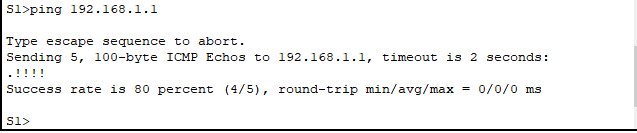 S1>ping 192.168.1.1
Type escape sequence to abort.
Sending 5, 100-byte ICMP Echos to 192.168.1.1, timeout is 2 seconds:
.!!!!
Success rate is 80 percent (4/5), round-trip min/avg/max = 0/0/0 ms
S1>